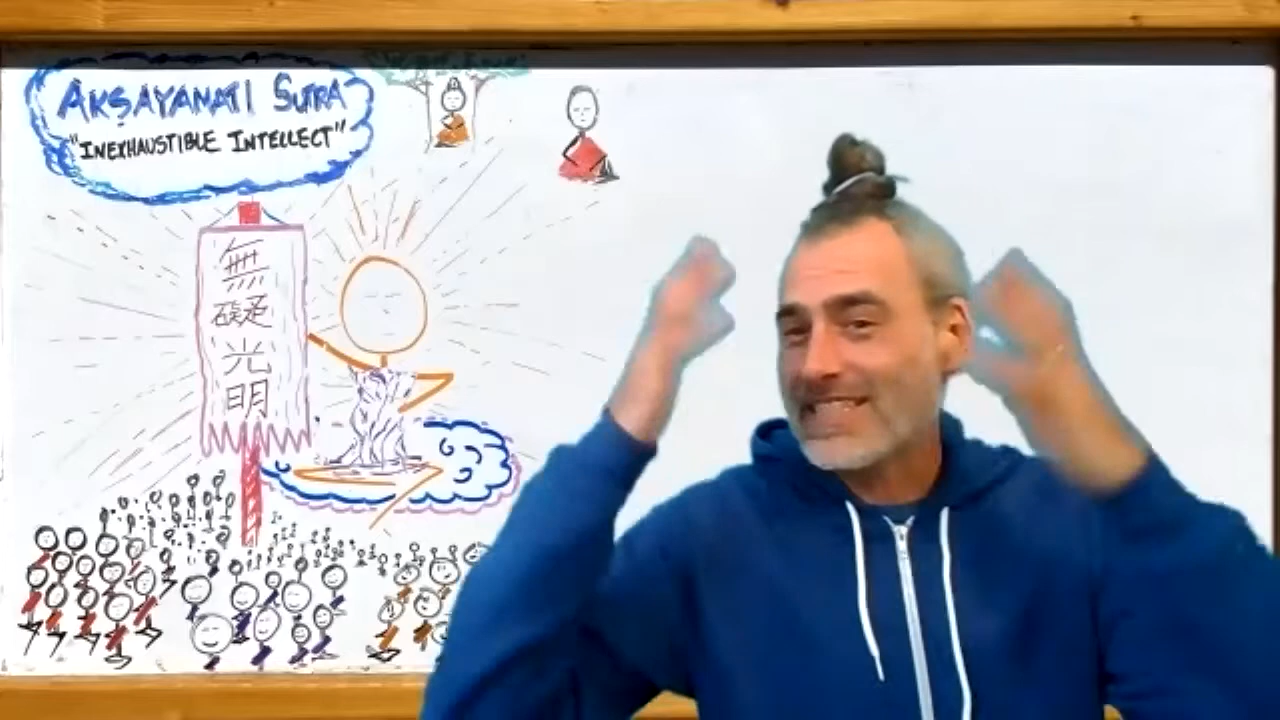 AKṢAYAMATI SUTRA
"INEXHAUSTIBLE INTELLECT"
無
礙
光
明